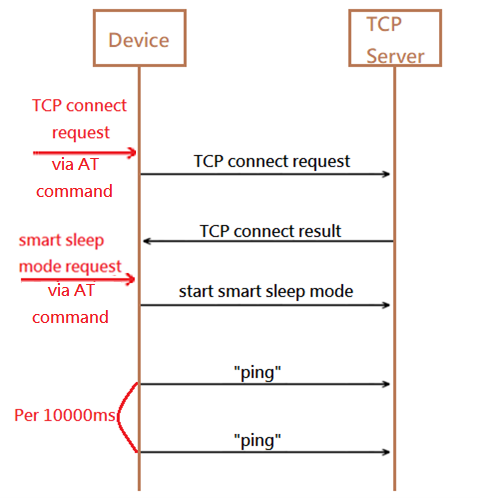 Device
TCP
Server
TCP connect
request
via AT
command
TCP connect request
TCP connect result
smart sleep
mode request
via AT
command
start smart sleep mode
"ping"
Per 10000ms
"ping"